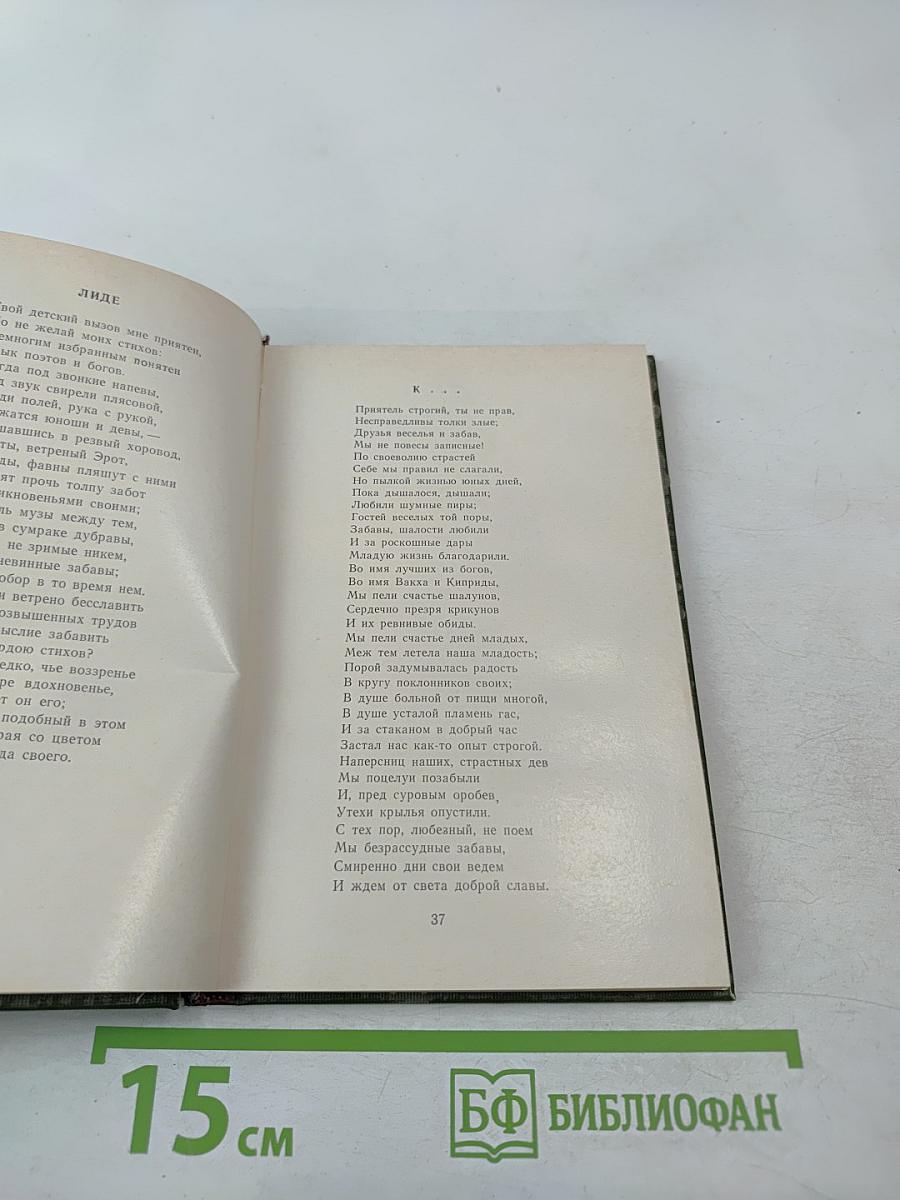 ЛИДЕ
вой детский вызов мне приятен,
о не желай моих стихов:
емногим избранным понятен
ык поэтов и богов.
гда под звонкие напевы,
д звук свирели плясовой,
ди полей, рука с рукой,
жатся юноши и девы, —
шавшись в резвый хоровод,
ты, ветреный Эрот,
ды, фавны пляшут с ними
ят прочь толпу забот
икновеньями своими;
ль музы между тем,
в сумраке дубравы,
не зримые никем,
невинные забавы;
обор в то время нем.
и ветрено бесславить
озвышенных трудов
ыслие забавить
рдою стихов?
едко, чье воззренье
ре вдохновенье,
ет он его;
подобный в этом
рая со цветом
да своего.
К . . .
Приятель строгий, ты не прав,
Несправедливы толки злые;
Друзья веселья и забав,
Мы не повесы записные!
По своеволию страстей
Себе мы правил не слагали,
Но пылкой жизнью юных дней,
Пока дышалося, дышали;
Любили шумные пиры;
Гостей веселых той поры,
Забавы, шалости любили
И за роскошные дары
Младую жизнь благодарили.
Во имя лучших из богов,
Во имя Вакха и Киприды,
Мы пели счастье шалунов,
Сердечно презря крикунов
И их ревнивые обиды.
Мы пели счастье дней младых,
Меж тем летела наша младость;
Порой задумывалась радость
В кругу поклонников своих;
В душе больной от пищи многой,
В душе усталой пламень гас,
И за стаканом в добрый час
Застал нас как-то опыт строгой.
Наперсниц наших, страстных дев
Мы поцелуи позабыли
И, пред суровым оробев,
Утехи крылья опустили.
С тех пор, любезный, не поем
Мы безрассудные забавы,
Смиренно дни свои ведем
И ждем от света доброй славы.
37
15 см
БФ БИБЛИОФАН